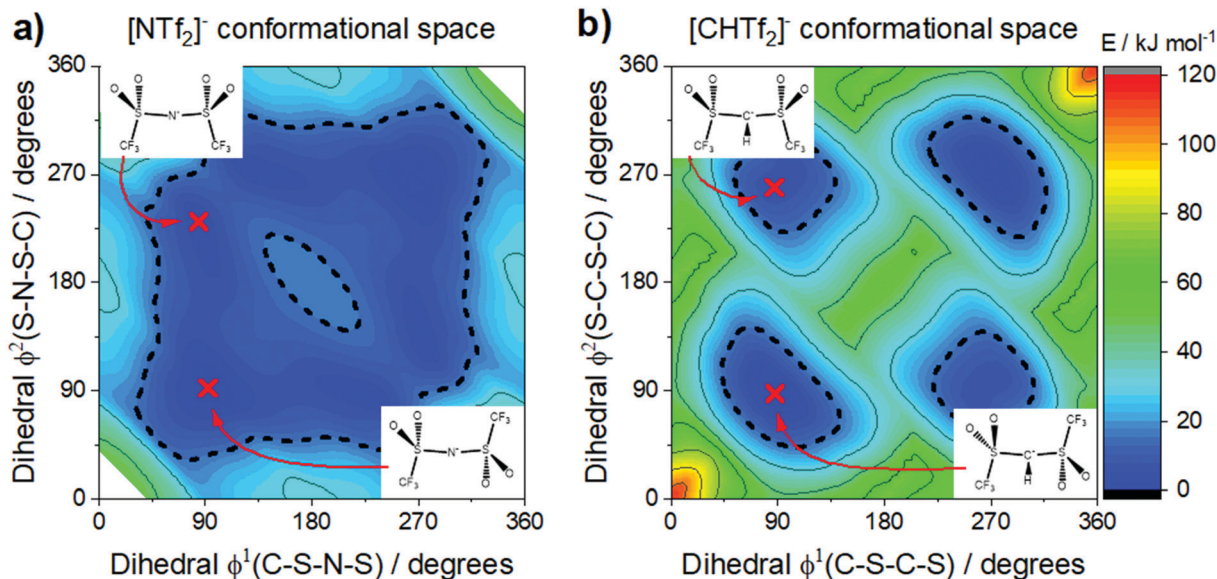 a) [NTf₂]⁻ conformational space
b) [CHTf₂]⁻ conformational space
E / kJ mol⁻¹
Dihedral ϕ²(S-N-S-C) / degrees
360
270
180
90
0
0 90 180 270 360
Dihedral ϕ¹(C-S-N-S) / degrees
O O
O S N⁻ S O
CF₃ CF₃
O O
O S N⁻ S O
CF₃ O
CF₃
Dihedral ϕ²(S-C-S-C) / degrees
360
270
180
90
0
0 90 180 270 360
Dihedral ϕ¹(C-S-C-S) / degrees
O O
O S C⁻ S O
CF₃ H CF₃
O CF₃
O S C⁻ S O
CF₃ H O
120
100
80
60
40
20
0